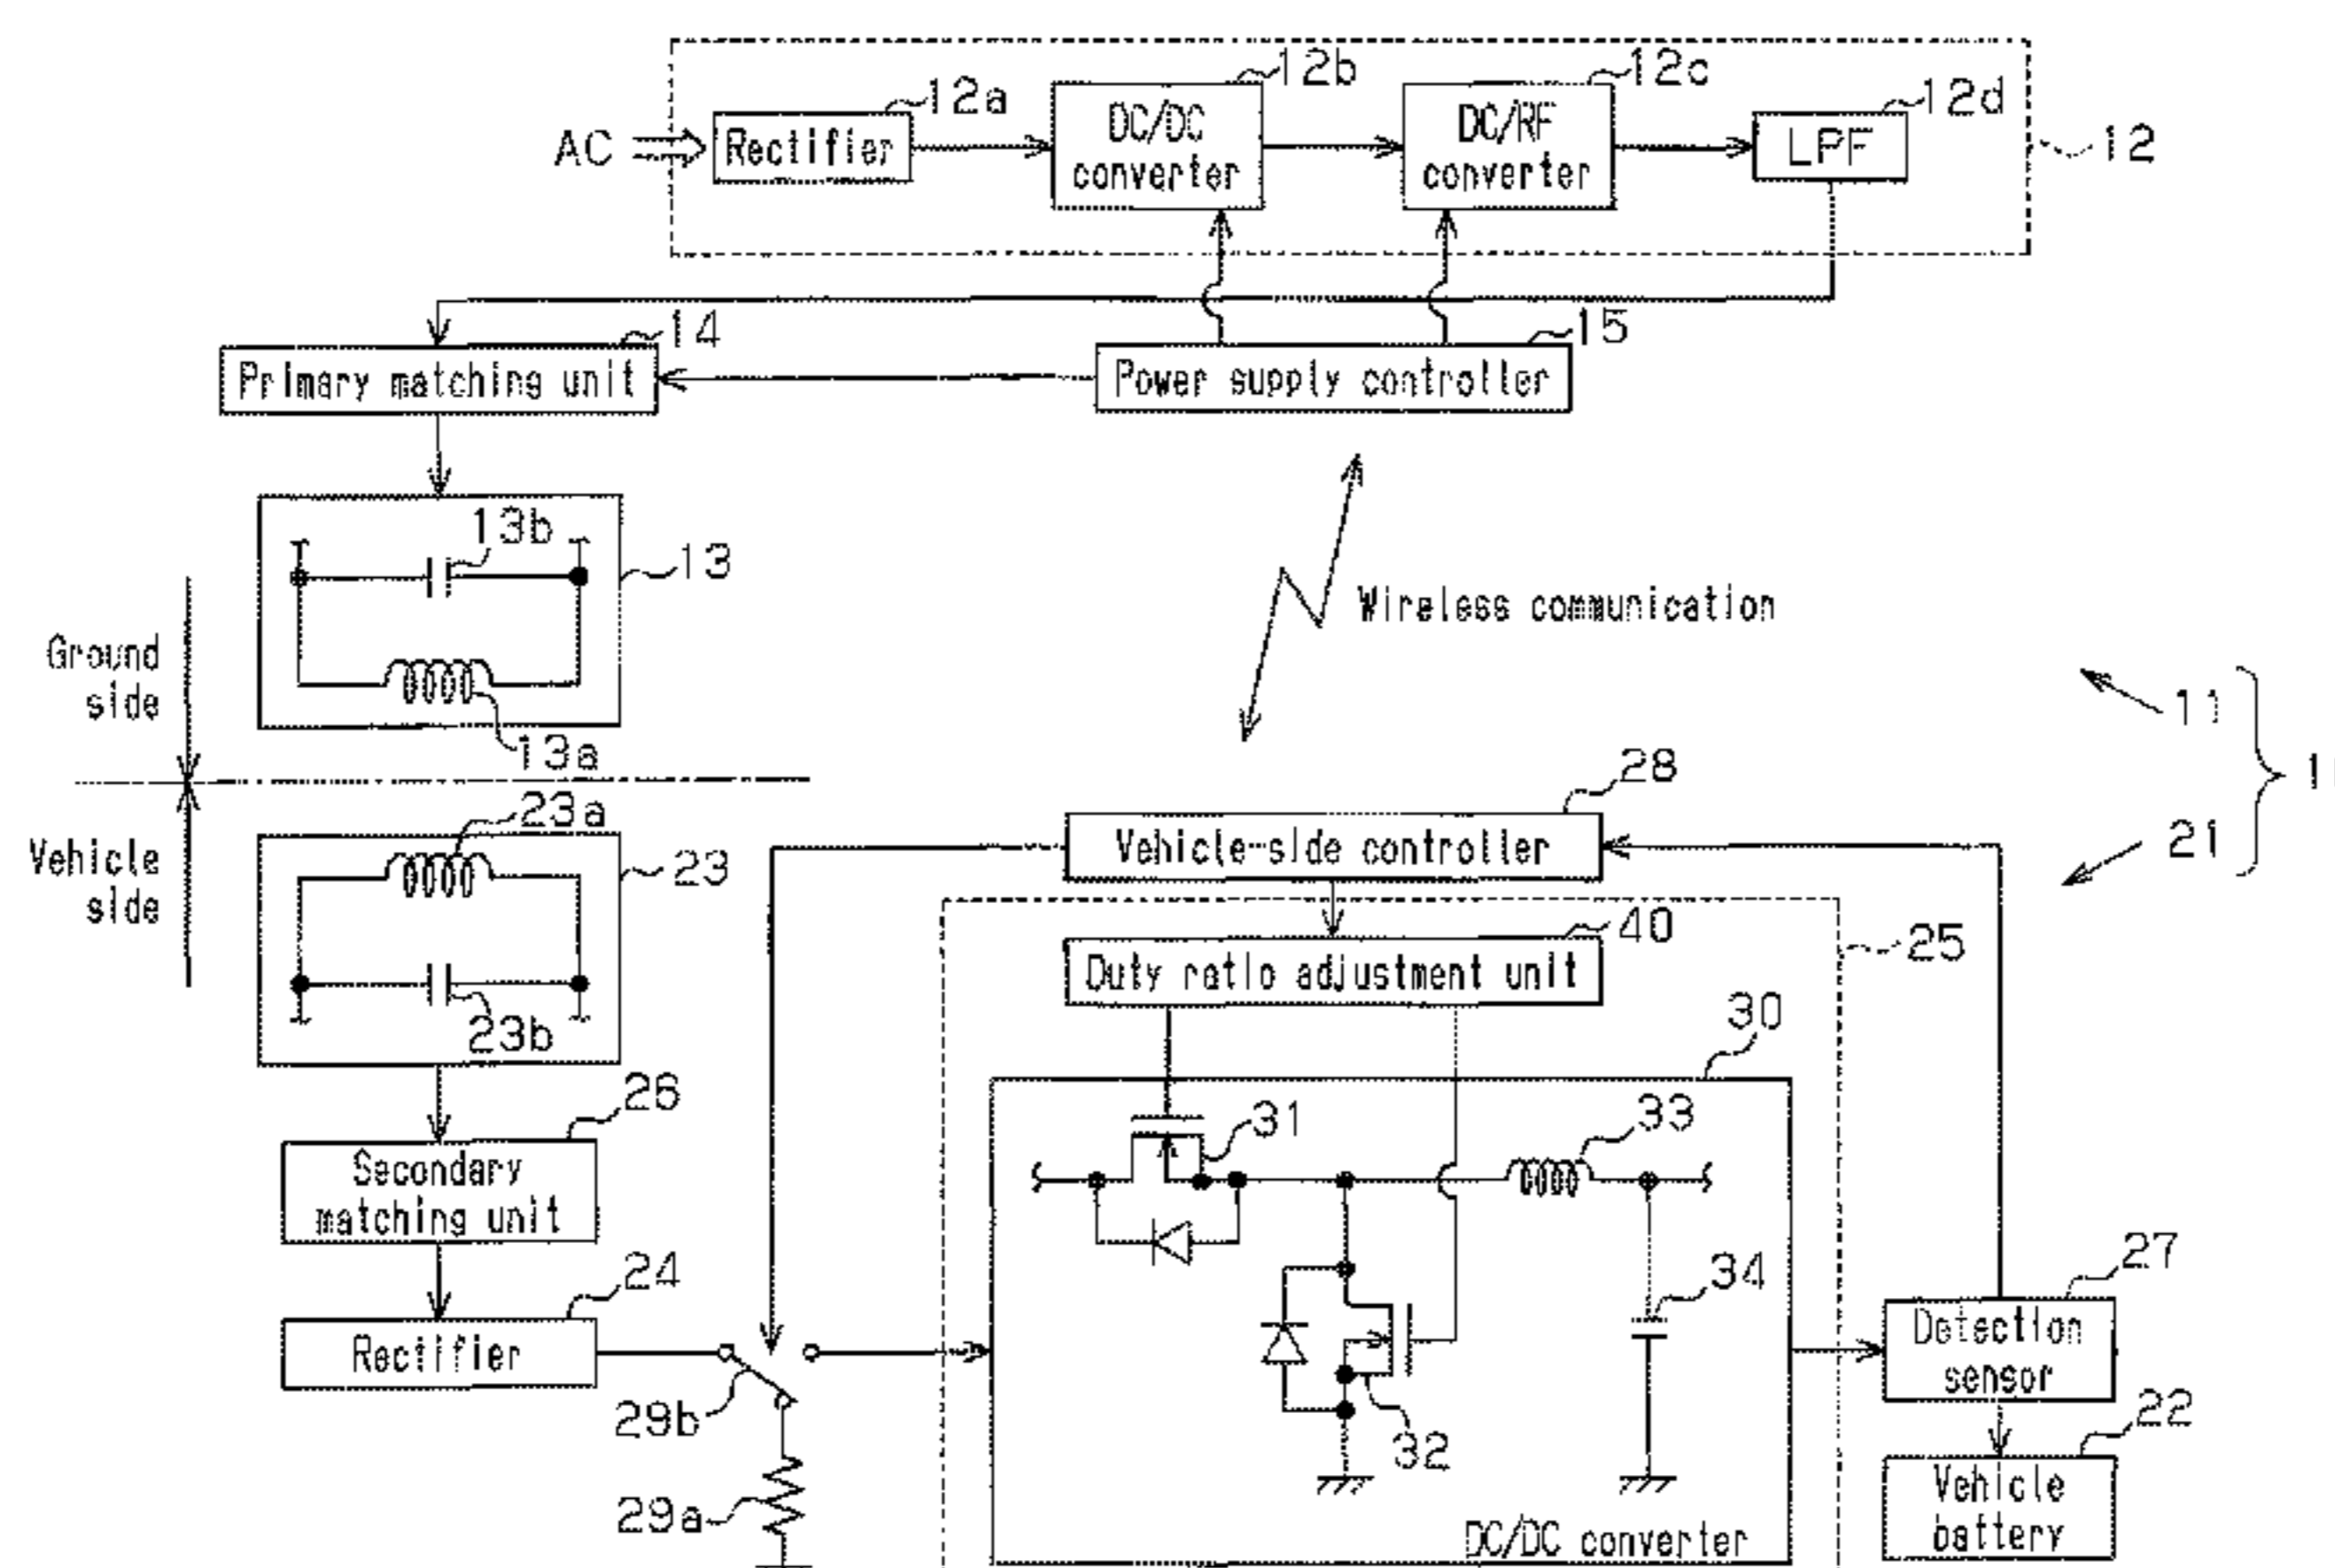 12b
12c
12a
12d
AC
Rectifier
DC/DC
converter
DC/RF
converter
LPF
12
14
15
Primary matching unit
Power supply controller
13b
13
Wireless communication
Ground
side
11
13a
28
23a
Vehicle
side
Vehicle-side controller
21
23
40
25
Duty ratio adjustment unit
23b
30
26
31
33
Secondary
matching unit
24
34
27
Rectifier
Detection
sensor
29b
32
22
29a
Vehicle
battery
DC/DC converter